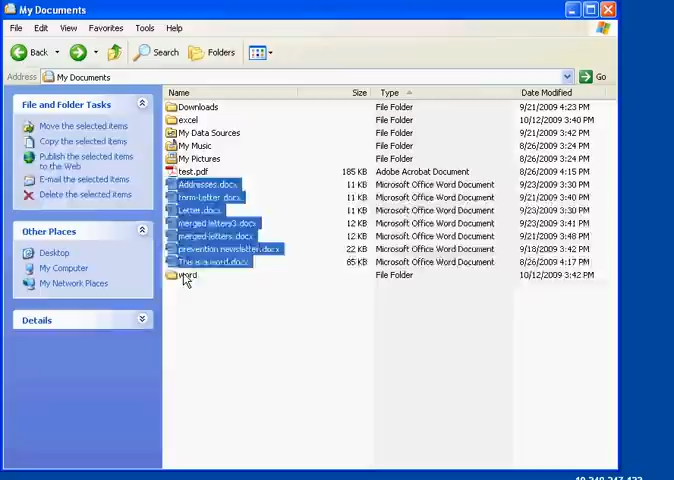 My Documents
File Edit View Favorites Tools Help
Back Search Folders
Address My Documents Go
Name Size Type Date Modified
File and Folder Tasks
Move the selected items
Copy the selected items
Publish the selected items to the Web
E-mail the selected items
Delete the selected items
Other Places
Desktop
My Computer
My Network Places
Details
Downloads File Folder 9/21/2009 4:23 PM
excel File Folder 10/12/2009 3:40 PM
My Data Sources File Folder 9/21/2009 3:42 PM
My Music File Folder 8/26/2009 3:24 PM
My Pictures File Folder 8/26/2009 3:24 PM
test.pdf 185 KB Adobe Acrobat Document 8/26/2009 4:15 PM
Addresses.docx 11 KB Microsoft Office Word Document 9/23/2009 3:30 PM
form-Letter.docx 11 KB Microsoft Office Word Document 9/23/2009 3:40 PM
Letter.docx 11 KB Microsoft Office Word Document 9/23/2009 3:30 PM
merged letters3.docx 12 KB Microsoft Office Word Document 9/23/2009 3:41 PM
merged-letters.docx 12 KB Microsoft Office Word Document 9/21/2009 3:48 PM
prevention newsletter.docx 22 KB Microsoft Office Word Document 9/18/2009 3:42 PM
This is a word.docx 85 KB Microsoft Office Word Document 8/26/2009 4:17 PM
word File Folder 10/12/2009 3:42 PM